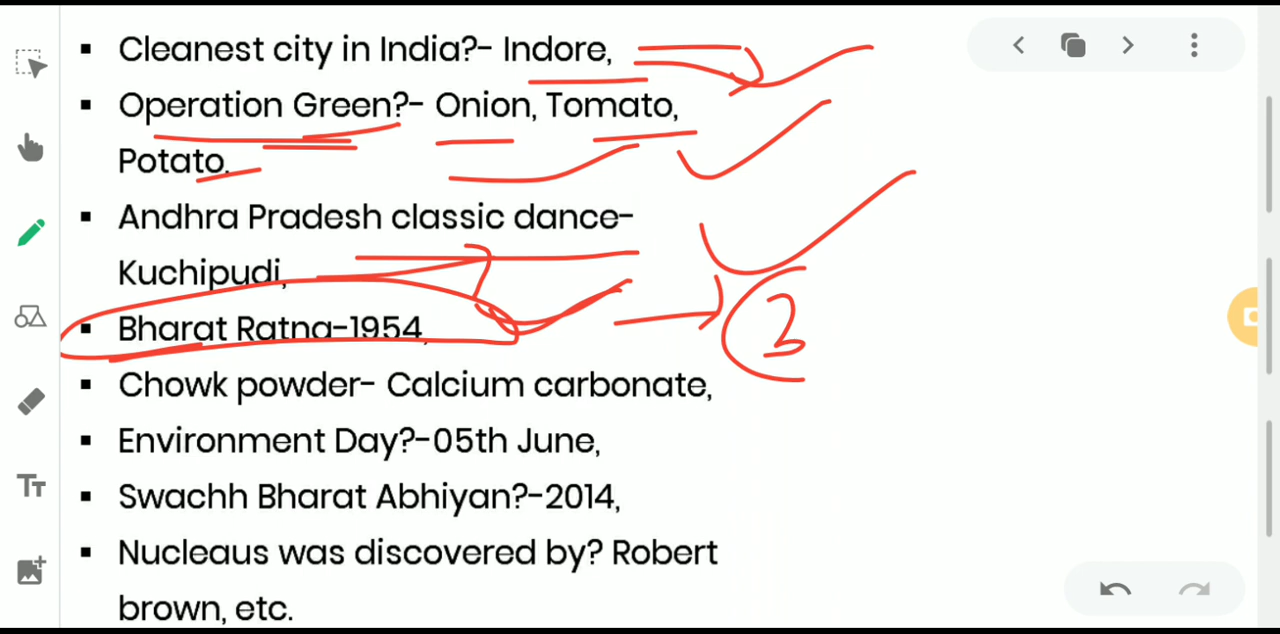 ▪ Cleanest city in India?- Indore,
▪ Operation Green?- Onion, Tomato,
Potato.
▪ Andhra Pradesh classic dance-
Kuchipudi,
▪ Bharat Ratna-1954,
3
▪ Chowk powder- Calcium carbonate,
▪ Environment Day?-05th June,
▪ Swachh Bharat Abhiyan?-2014,
▪ Nucleaus was discovered by? Robert
brown, etc.
TT